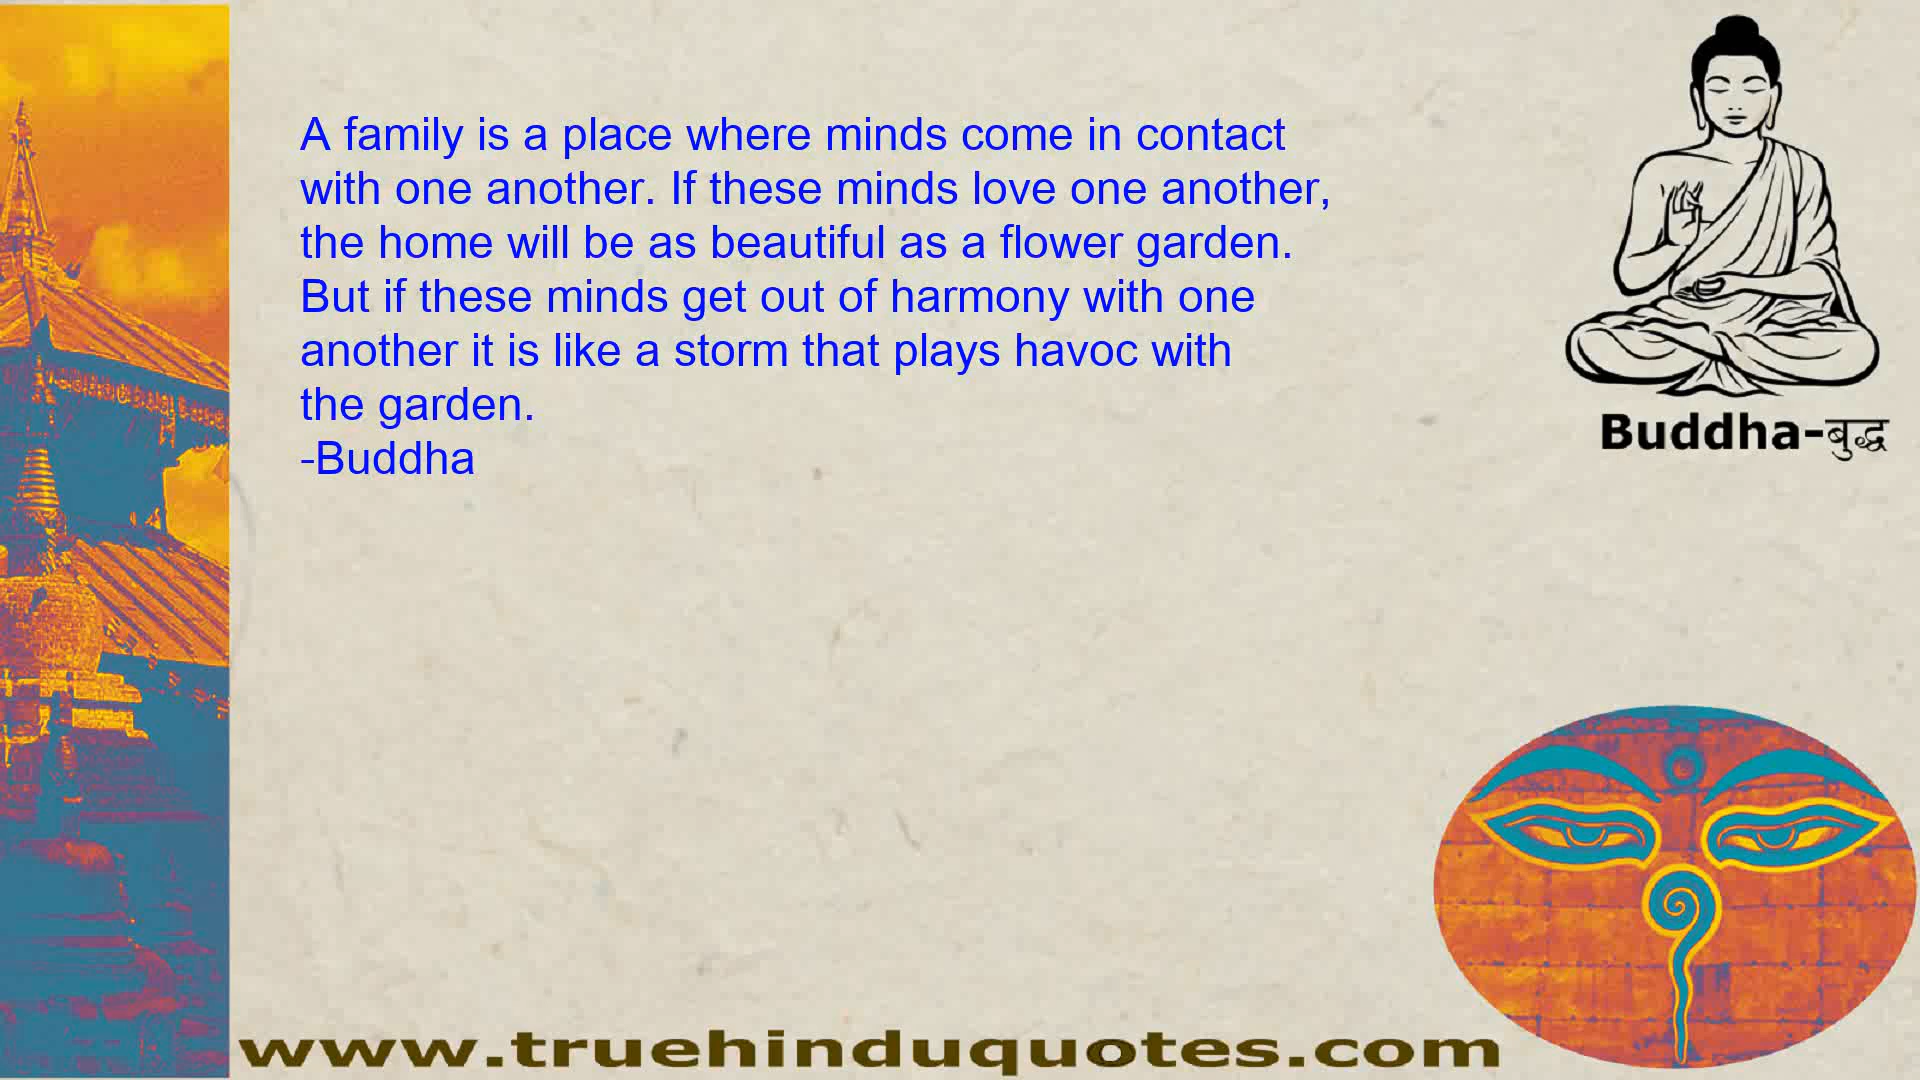 A family is a place where minds come in contact
with one another. If these minds love one another,
the home will be as beautiful as a flower garden.
But if these minds get out of harmony with one
another it is like a storm that plays havoc with
the garden.
-Buddha
Buddha-बुद्ध
www.truehinduquotes.com